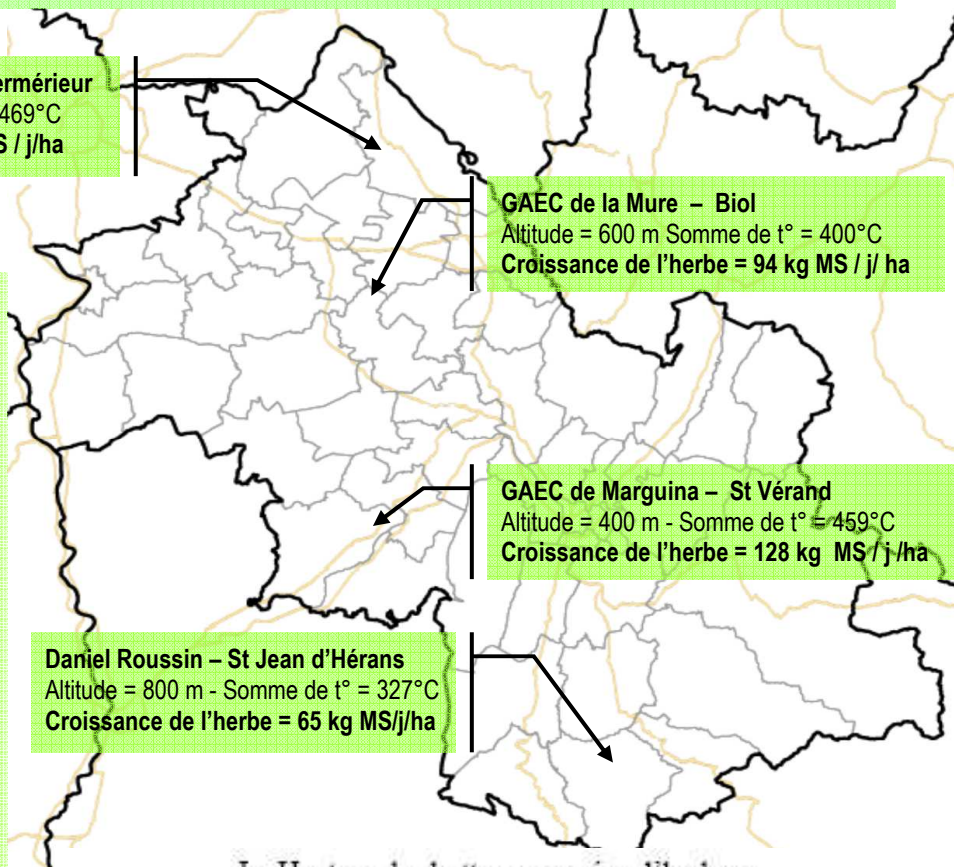 ermérieur
469°C
S / j/ha
GAEC de la Mure – Biol
Altitude = 600 m Somme de t° = 400°C
Croissance de l'herbe = 94 kg MS / j/ ha
GAEC de Marguina – St Vérand
Altitude = 400 m - Somme de t° = 459°C
Croissance de l'herbe = 128 kg MS / j /ha
Daniel Roussin – St Jean d'Hérans
Altitude = 800 m - Somme de t° = 327°C
Croissance de l'herbe = 65 kg MS/j/ha